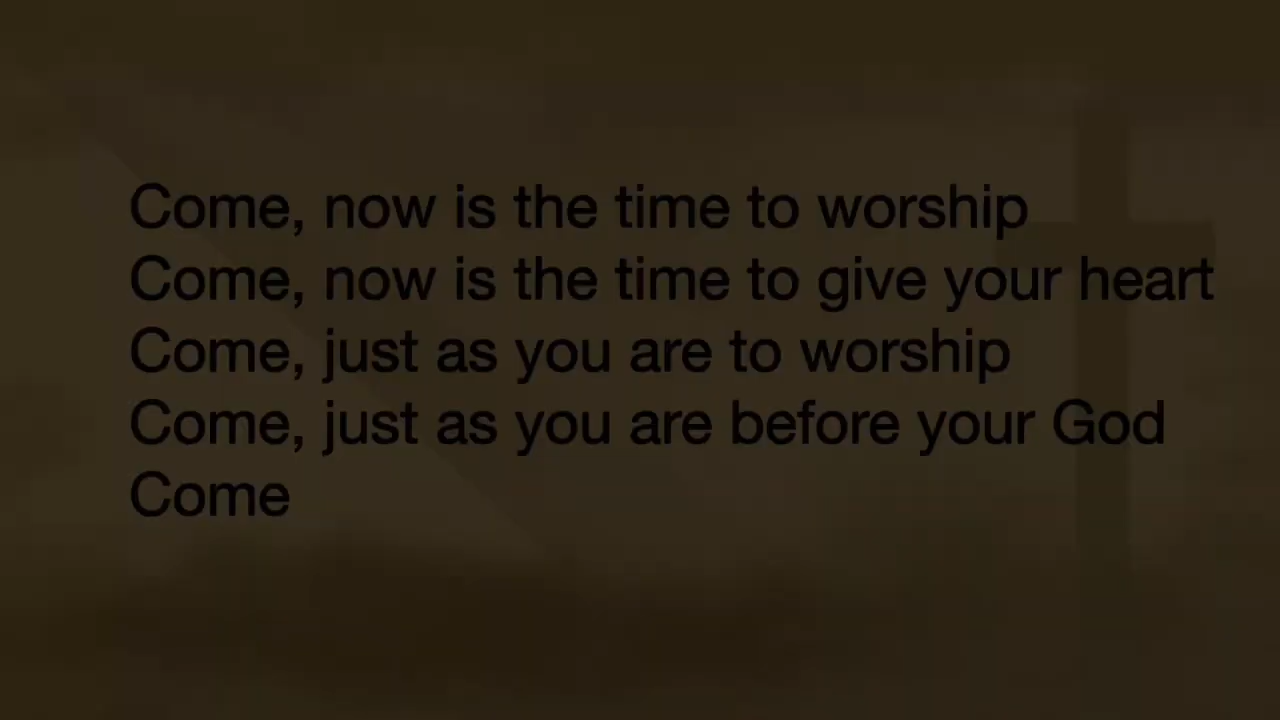 Come, now is the time to worship
Come, now is the time to give your heart
Come, just as you are to worship
Come, just as you are before your God
Come